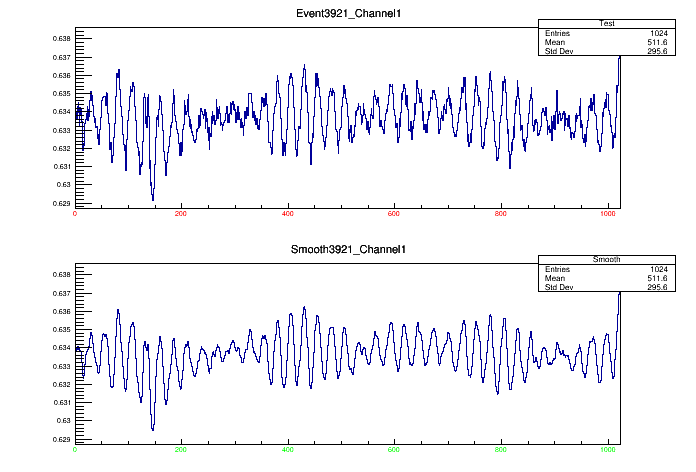 Event3921_Channel1
Test
Entries 1024
Mean 511.6
Std Dev 295.6
0.638
0.637
0.636
0.635
0.634
0.633
0.632
0.631
0.63
0.629
0 200 400 600 800 1000
Smooth3921_Channel1
Smooth
Entries 1024
Mean 511.6
Std Dev 295.6
0.638
0.637
0.636
0.635
0.634
0.633
0.632
0.631
0.63
0.629
0 200 400 600 800 1000